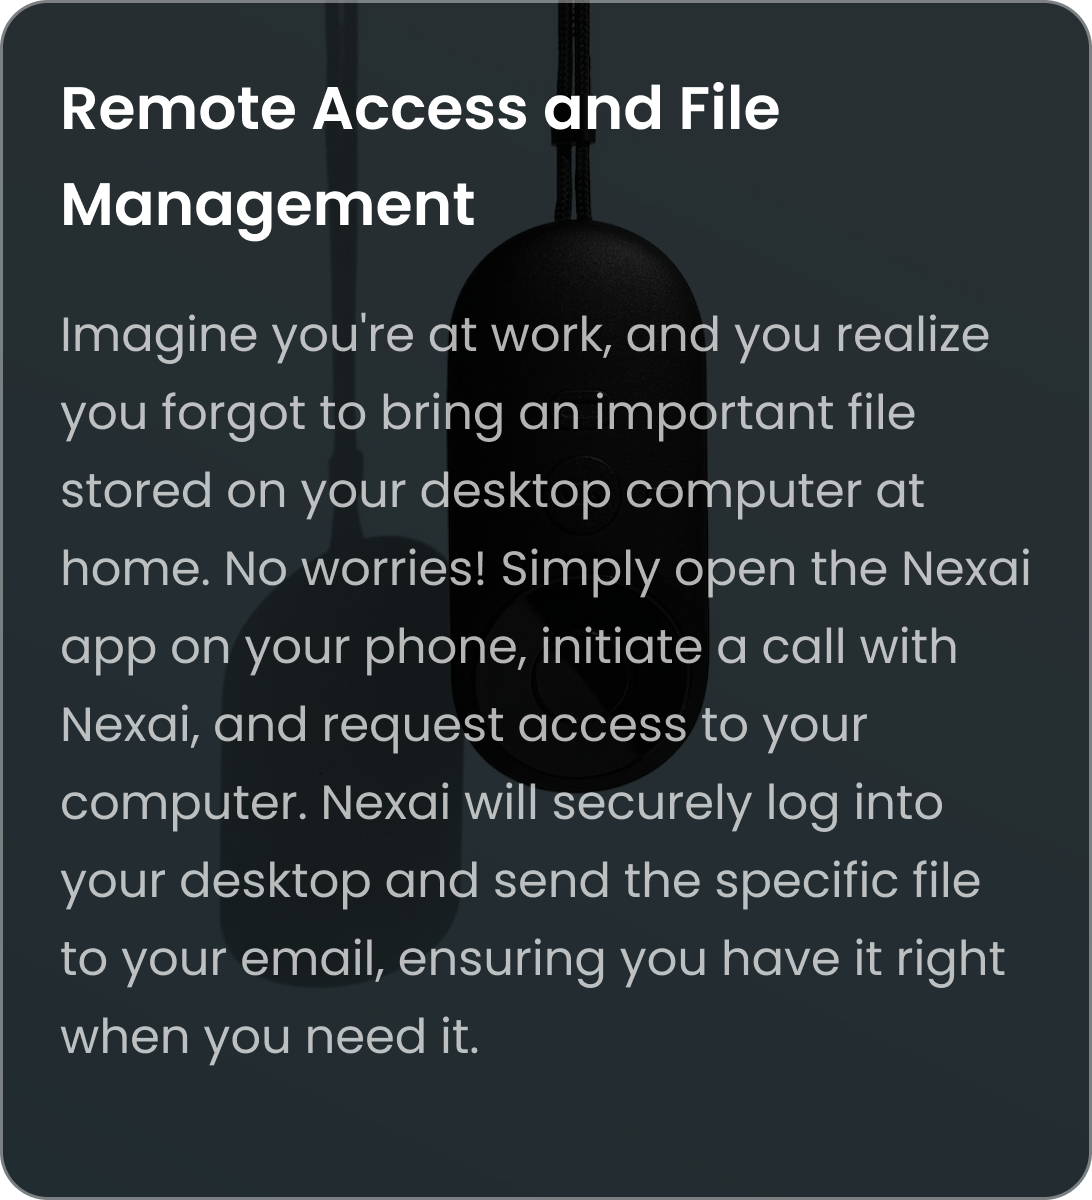 Remote Access and File
Management
Imagine you're at work, and you realize
you forgot to bring an important file
stored on your desktop computer at
home. No worries! Simply open the Nexai
app on your phone, initiate a call with
Nexai, and request access to your
computer. Nexai will securely log into
your desktop and send the specific file
to your email, ensuring you have it right
when you need it.